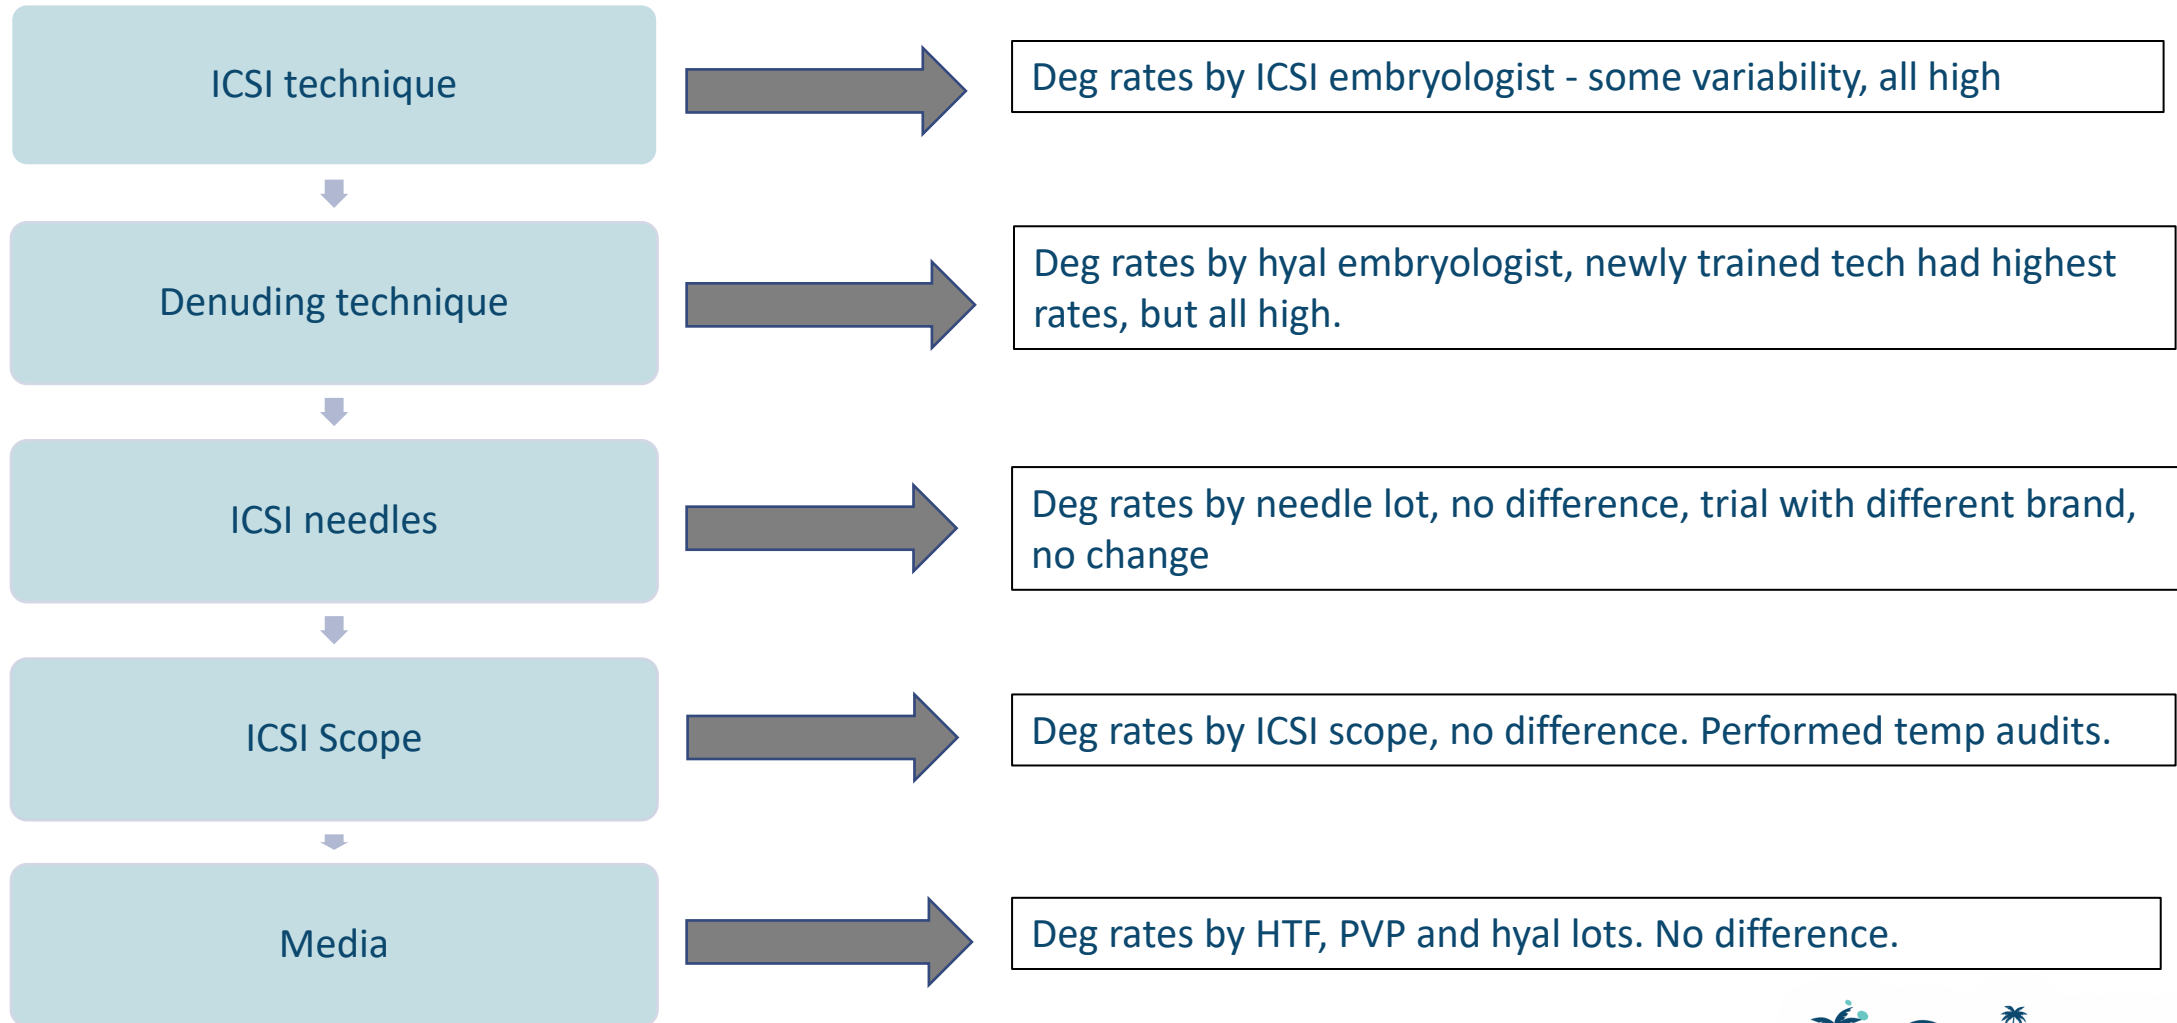 ICSI technique
Deg rates by ICSI embryologist - some variability, all high
Denuding technique
Deg rates by hyal embryologist, newly trained tech had highest
rates, but all high.
ICSI needles
Deg rates by needle lot, no difference, trial with different brand,
no change
ICSI Scope
Deg rates by ICSI scope, no difference. Performed temp audits.
Media
Deg rates by HTF, PVP and hyal lots. No difference.